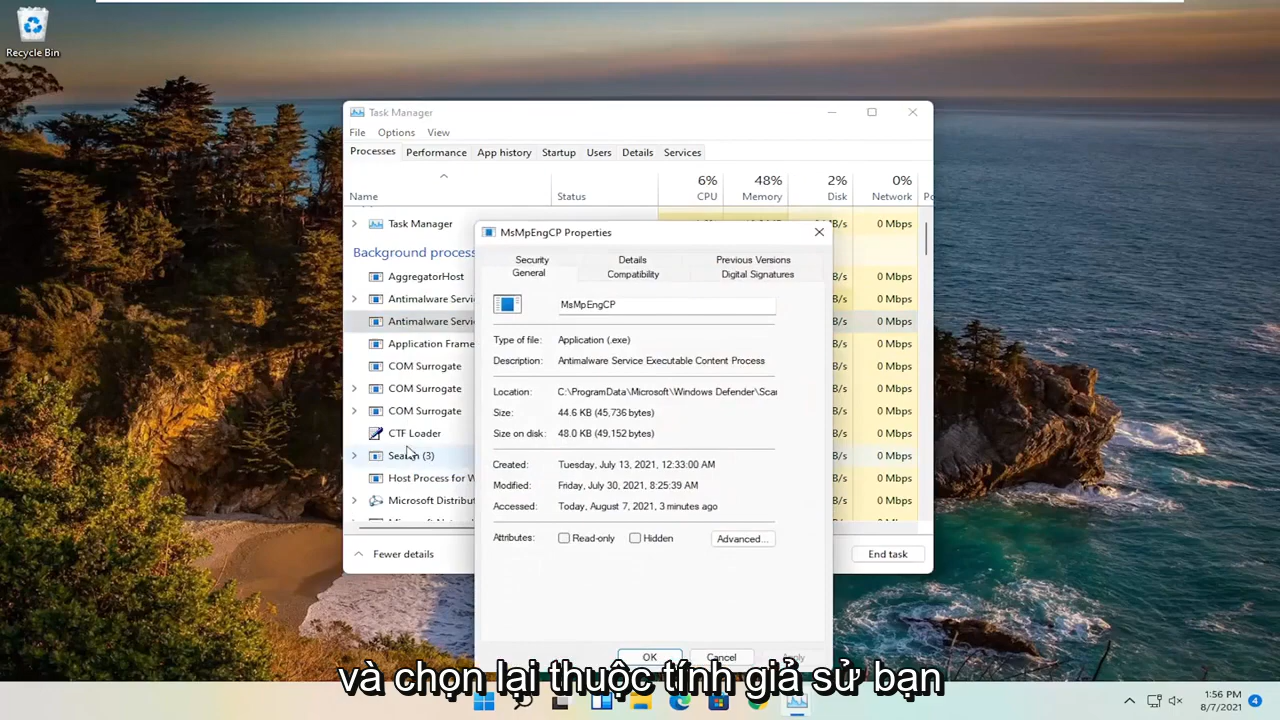 Recycle Bin
Task Manager
File Options View
Processes Performance App history Startup Users Details Services
6% 48% 2% 0%
Name Status CPU Memory Disk Network
Task Manager 0 Mbps
Background proces
AggregatorHost B/s 0 Mbps
Antimalware Servi B/s 0 Mbps
Antimalware Servi B/s 0 Mbps
Application Frame B/s 0 Mbps
COM Surrogate B/s 0 Mbps
COM Surrogate B/s 0 Mbps
COM Surrogate B/s 0 Mbps
CTF Loader B/s 0 Mbps
Search (3) B/s 0 Mbps
Host Process for W B/s 0 Mbps
Microsoft Distribut B/s 0 Mbps
Fewer details End task
MsMpEngCP Properties
Security Details Previous Versions
General Compatibility Digital Signatures
MsMpEngCP
Type of file: Application (.exe)
Description: Antimalware Service Executable Content Process
Location: C:\ProgramData\Microsoft\Windows Defender\Scar
Size: 44.6 KB (45,736 bytes)
Size on disk: 48.0 KB (49,152 bytes)
Created: Tuesday, July 13, 2021, 12:33:00 AM
Modified: Friday, July 30, 2021, 8:25:39 AM
Accessed: Today, August 7, 2021, 3 minutes ago
Attributes: Read-only Hidden Advanced...
OK Cancel Apply
và chọn lại thuộc tính giả sử bạn
1:56 PM
8/7/2021
4